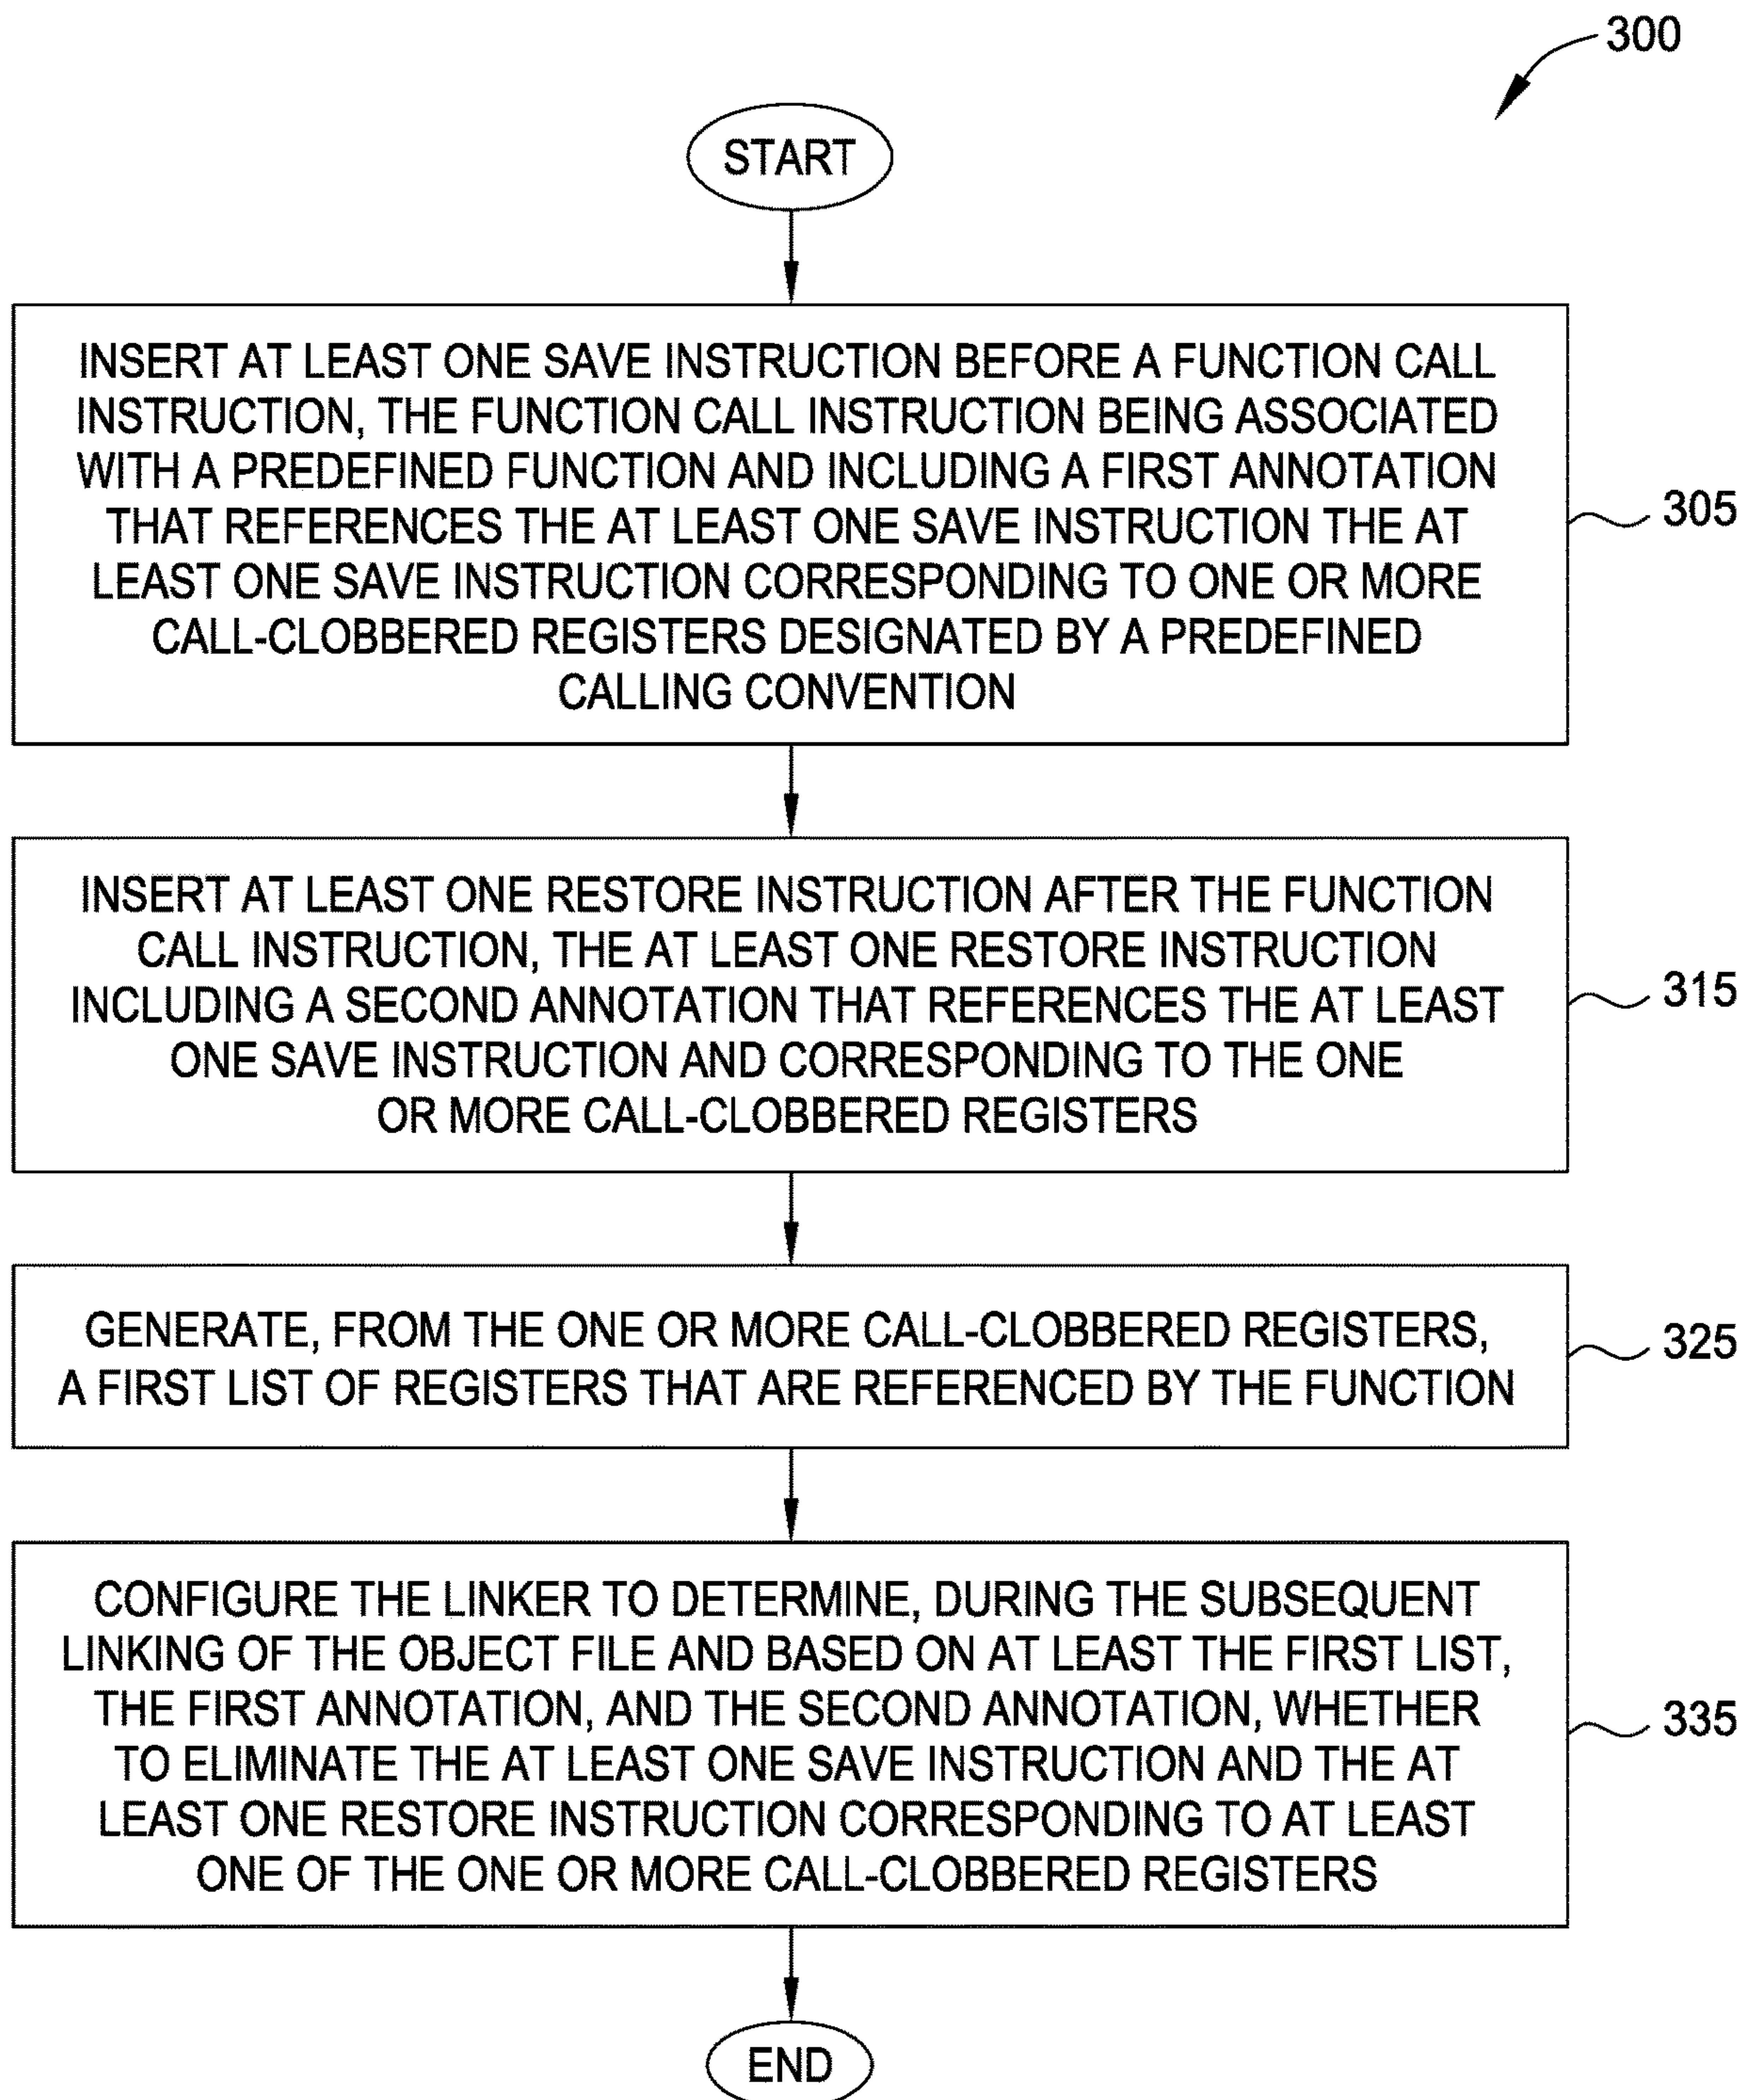 300
START
INSERT AT LEAST ONE SAVE INSTRUCTION BEFORE A FUNCTION CALL
INSTRUCTION, THE FUNCTION CALL INSTRUCTION BEING ASSOCIATED
WITH A PREDEFINED FUNCTION AND INCLUDING A FIRST ANNOTATION
THAT REFERENCES THE AT LEAST ONE SAVE INSTRUCTION THE AT
LEAST ONE SAVE INSTRUCTION CORRESPONDING TO ONE OR MORE
CALL-CLOBBERED REGISTERS DESIGNATED BY A PREDEFINED
CALLING CONVENTION
305
INSERT AT LEAST ONE RESTORE INSTRUCTION AFTER THE FUNCTION
CALL INSTRUCTION, THE AT LEAST ONE RESTORE INSTRUCTION
INCLUDING A SECOND ANNOTATION THAT REFERENCES THE AT LEAST
ONE SAVE INSTRUCTION AND CORRESPONDING TO THE ONE
OR MORE CALL-CLOBBERED REGISTERS
315
GENERATE, FROM THE ONE OR MORE CALL-CLOBBERED REGISTERS,
A FIRST LIST OF REGISTERS THAT ARE REFERENCED BY THE FUNCTION
325
CONFIGURE THE LINKER TO DETERMINE, DURING THE SUBSEQUENT
LINKING OF THE OBJECT FILE AND BASED ON AT LEAST THE FIRST LIST,
THE FIRST ANNOTATION, AND THE SECOND ANNOTATION, WHETHER
TO ELIMINATE THE AT LEAST ONE SAVE INSTRUCTION AND THE AT
LEAST ONE RESTORE INSTRUCTION CORRESPONDING TO AT LEAST
ONE OF THE ONE OR MORE CALL-CLOBBERED REGISTERS
335
END